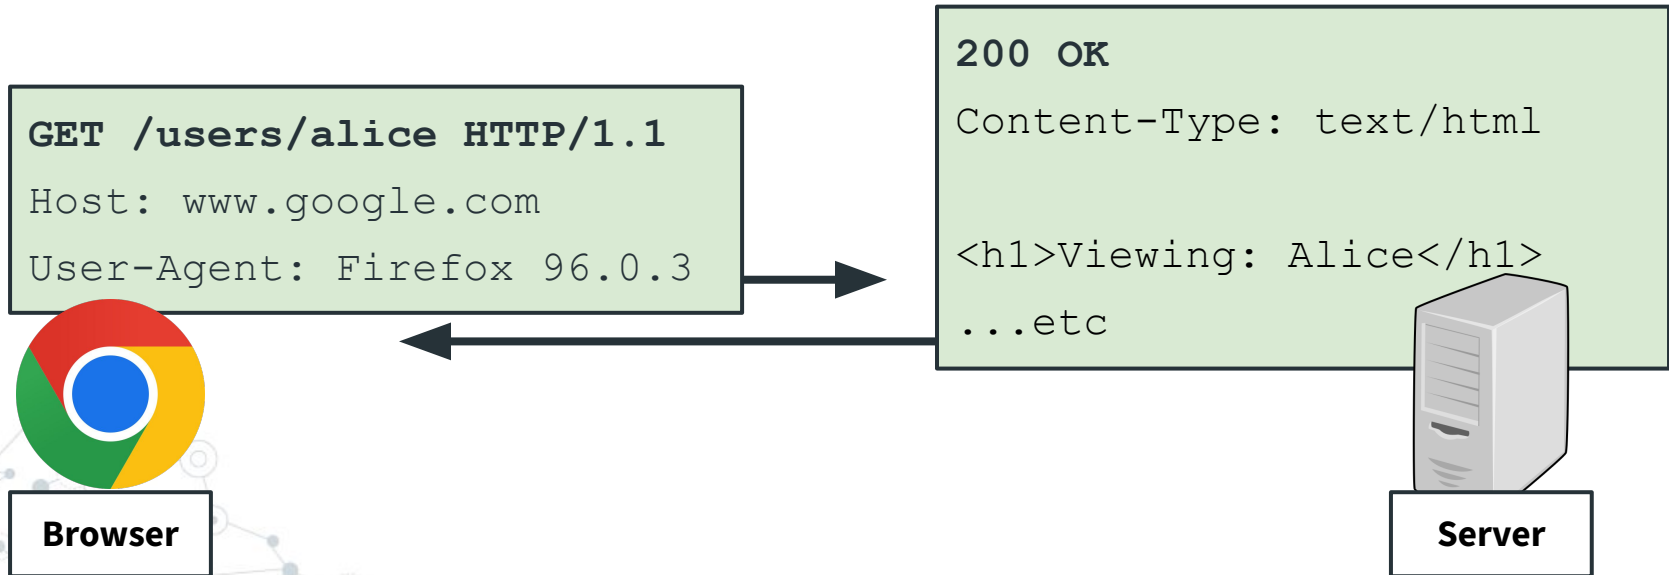 GET /users/alice HTTP/1.1
Host: www.google.com
User-Agent: Firefox 96.0.3
Browser
200 OK
Content-Type: text/html
<h1>Viewing: Alice</h1>
...etc
Server